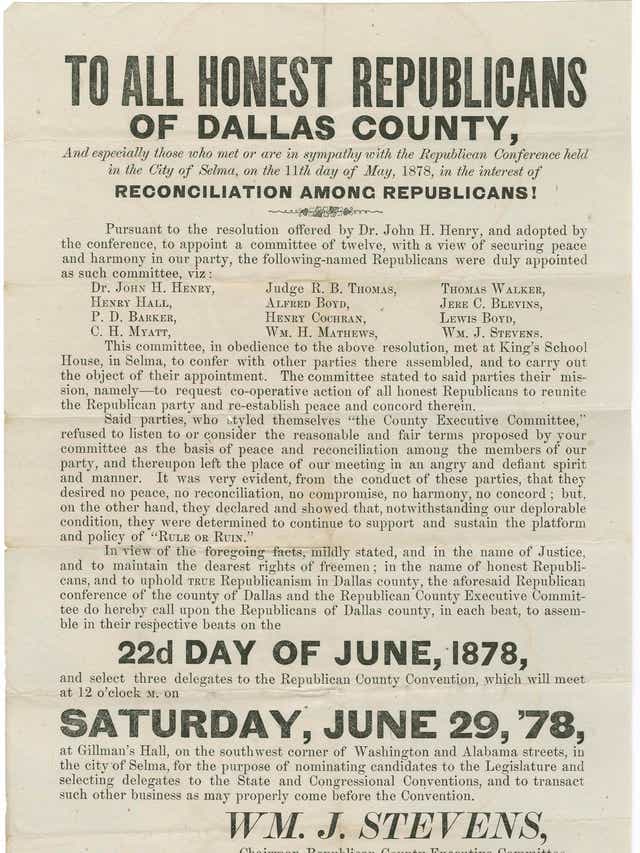 TO ALL HONEST REPUBLICANS
OF DALLAS COUNTY,
And especially those who met or are in sympathy with the Republican Conference held
in the City of Selma, on the 11th day of May, 1878, in the interest of
RECONCILIATION AMONG REPUBLICANS!
Pursuant to the resolution offered by Dr. John H. Henry, and adopted by
the conference, to appoint a committee of twelve, with a view of securing peace
and harmony in our party, the following-named Republicans were duly appointed
as such committee, viz:
Dr. John H. Henry, Judge R. B. Thomas, Thomas Walker,
Henry Hall, Alfred Boyd, Jere C. Blevins,
P. D. Barker, Henry Cochran, Lewis Boyd,
C. H. Myatt, Wm. H. Mathews, Wm. J. Stevens.
This committee, in obedience to the above resolution, met at King's School
House, in Selma, to confer with other parties there assembled, and to carry out
the object of their appointment. The committee stated to said parties their mis-
sion, namely—to request co-operative action of all honest Republicans to reunite
the Republican party and re-establish peace and concord therein.
Said parties, who styled themselves "the County Executive Committee,"
refused to listen to or consider the reasonable and fair terms proposed by your
committee as the basis of peace and reconciliation among the members of our
party, and thereupon left the place of our meeting in an angry and defiant spirit
and manner. It was very evident, from the conduct of these parties, that they
desired no peace, no reconciliation, no compromise, no harmony, no concord; but,
on the other hand, they declared and showed that, notwithstanding our deplorable
condition, they were determined to continue to support and sustain the platform
and policy of "Rule or Ruin."
In view of the foregoing facts, mildly stated, and in the name of Justice,
and to maintain the dearest rights of freemen; in the name of honest Republi-
cans, and to uphold TRUE Republicanism in Dallas county, the aforesaid Republican
conference of the county of Dallas and the Republican County Executive Commit-
tee do hereby call upon the Republicans of Dallas county, in each beat, to assem-
ble in their respective beats on the
22d DAY OF JUNE, 1878,
and select three delegates to the Republican County Convention, which will meet
at 12 o'clock M. on
SATURDAY, JUNE 29, '78,
at Gillman's Hall, on the southwest corner of Washington and Alabama streets, in
the city of Selma, for the purpose of nominating candidates to the Legislature and
selecting delegates to the State and Congressional Conventions, and to transact
such other business as may properly come before the Convention.
WM. J. STEVENS,
Chairman Republican County Executive Committee